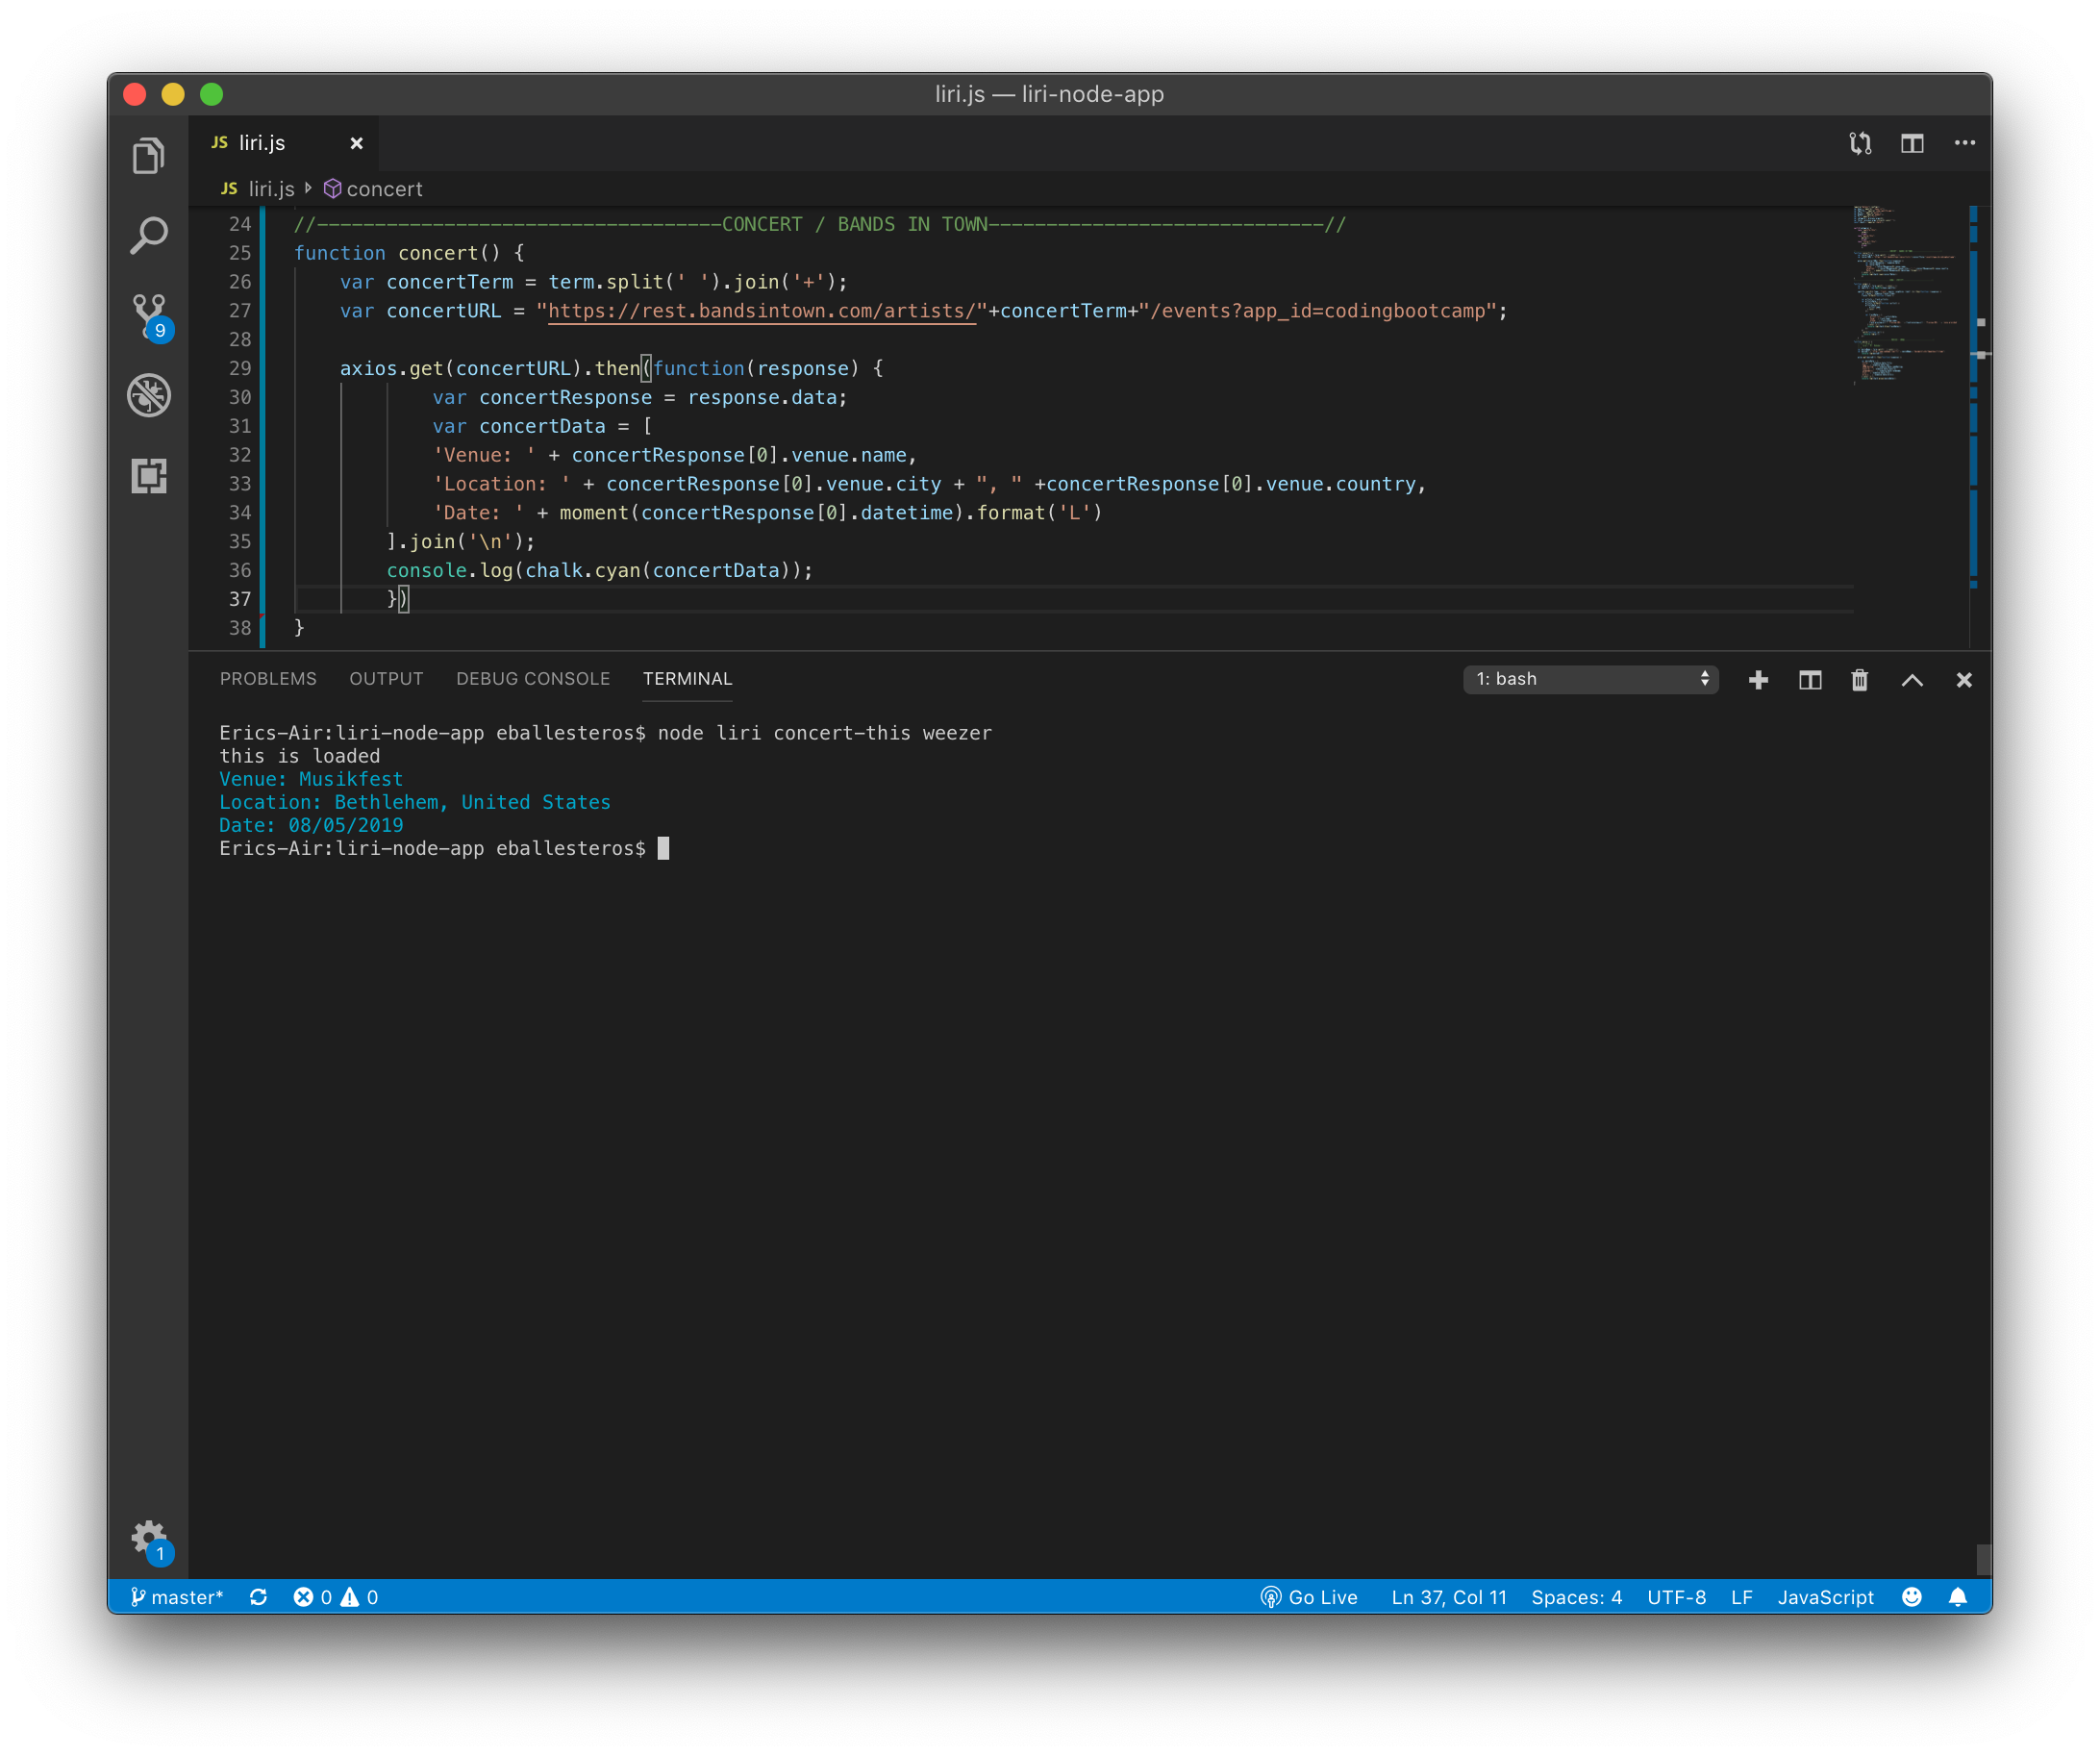 liri.js — liri-node-app
JS liri.js
JS liri.js concert
24 //-----------------------------------CONCERT / BANDS IN TOWN-----------------------------//
25 function concert() {
26 var concertTerm = term.split(' ').join('+');
27 var concertURL = "https://rest.bandsintown.com/artists/"+concertTerm+"/events?app_id=codingbootcamp";
28
29 axios.get(concertURL).then(function(response) {
30 var concertResponse = response.data;
31 var concertData = [
32 'Venue: ' + concertResponse[0].venue.name,
33 'Location: ' + concertResponse[0].venue.city + ", " +concertResponse[0].venue.country,
34 'Date: ' + moment(concertResponse[0].datetime).format('L')
35 ].join('\n');
36 console.log(chalk.cyan(concertData));
37 })
38 }
9
PROBLEMS OUTPUT DEBUG CONSOLE TERMINAL 1: bash
Erics-Air:liri-node-app eballesteros$ node liri concert-this weezer
this is loaded
Venue: Musikfest
Location: Bethlehem, United States
Date: 08/05/2019
Erics-Air:liri-node-app eballesteros$
1
master* 0 0 Go Live Ln 37, Col 11 Spaces: 4 UTF-8 LF JavaScript